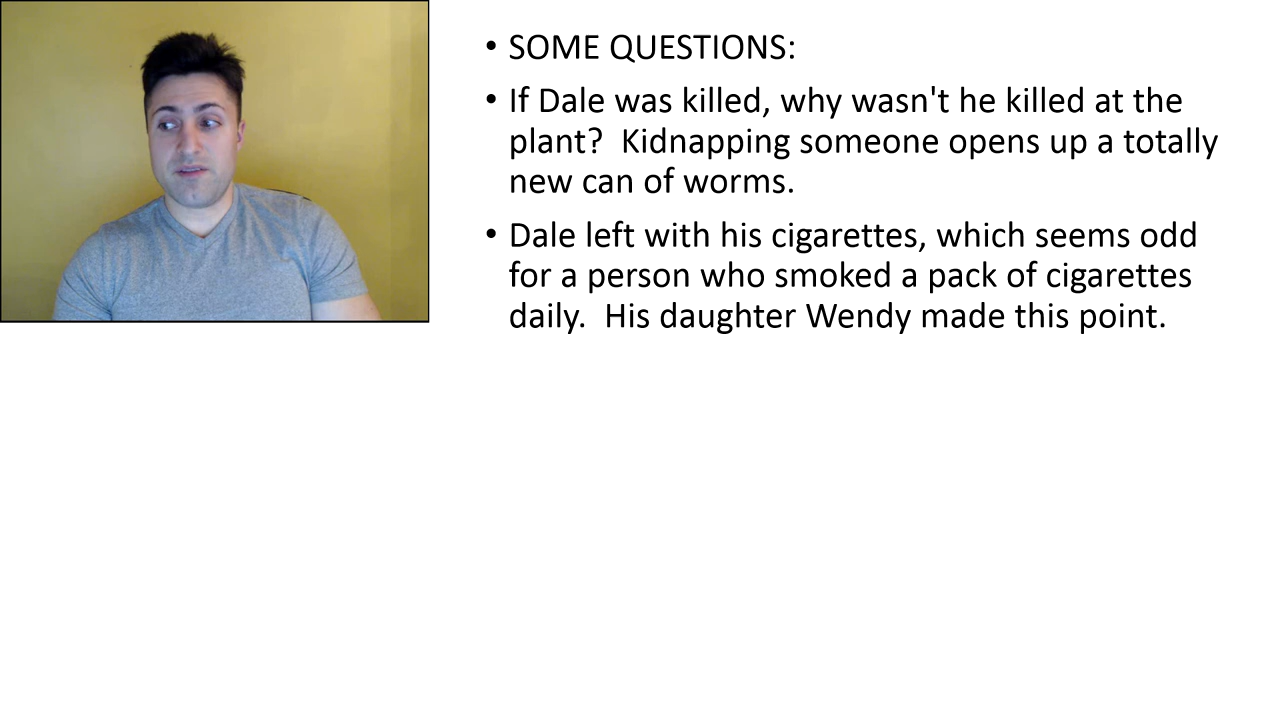 • SOME QUESTIONS:
• If Dale was killed, why wasn't he killed at the
plant?  Kidnapping someone opens up a totally
new can of worms.
• Dale left with his cigarettes, which seems odd
for a person who smoked a pack of cigarettes
daily.  His daughter Wendy made this point.